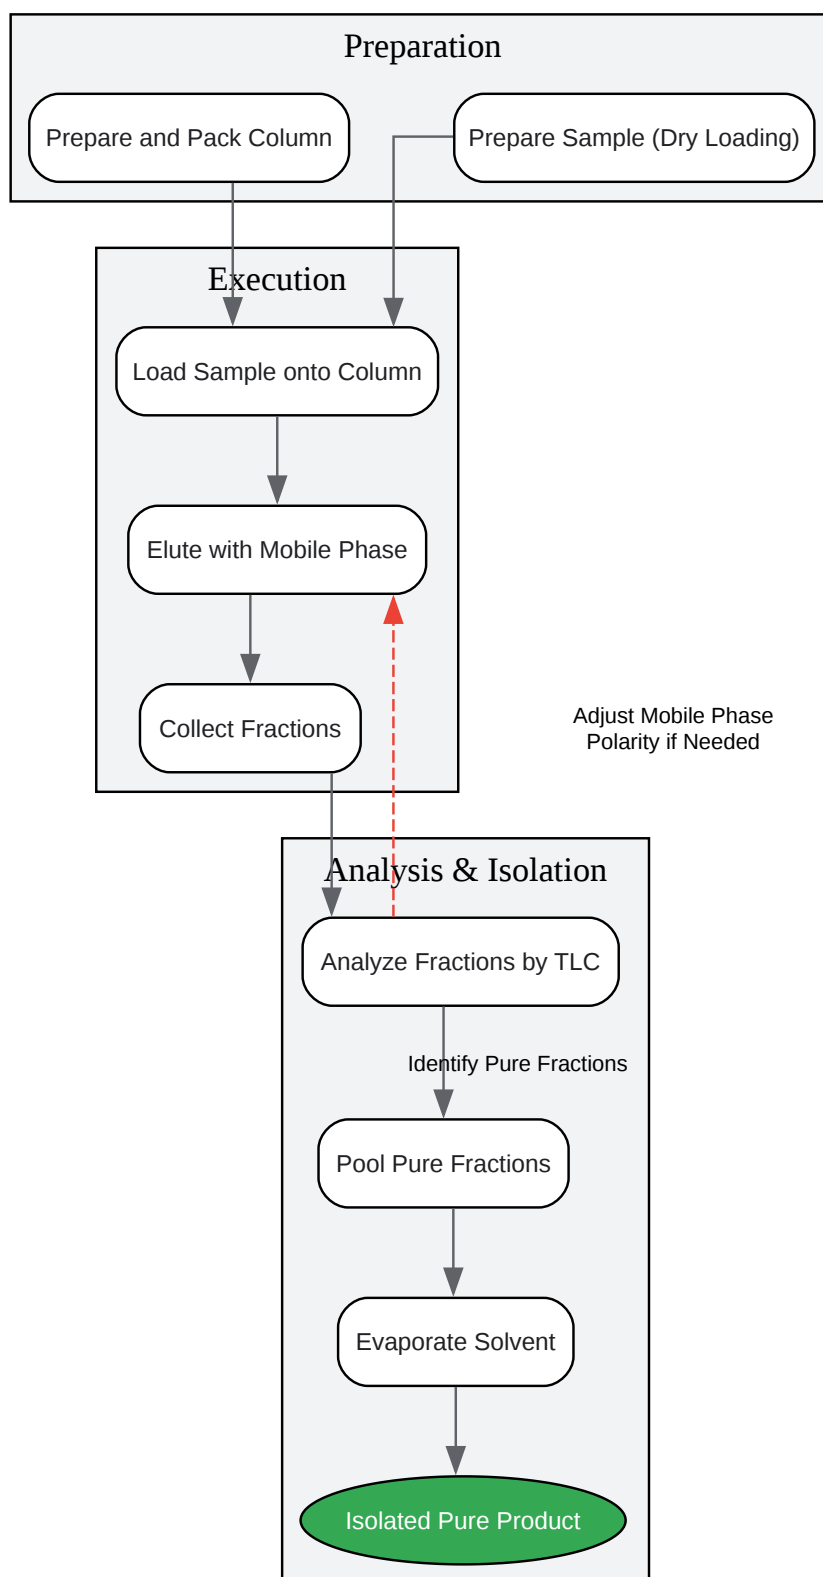 Preparation
Prepare and Pack Column
Prepare Sample (Dry Loading)
Execution
Load Sample onto Column
Elute with Mobile Phase
Collect Fractions
Adjust Mobile Phase
Polarity if Needed
Analysis & Isolation
Analyze Fractions by TLC
Identify Pure Fractions
Pool Pure Fractions
Evaporate Solvent
Isolated Pure Product